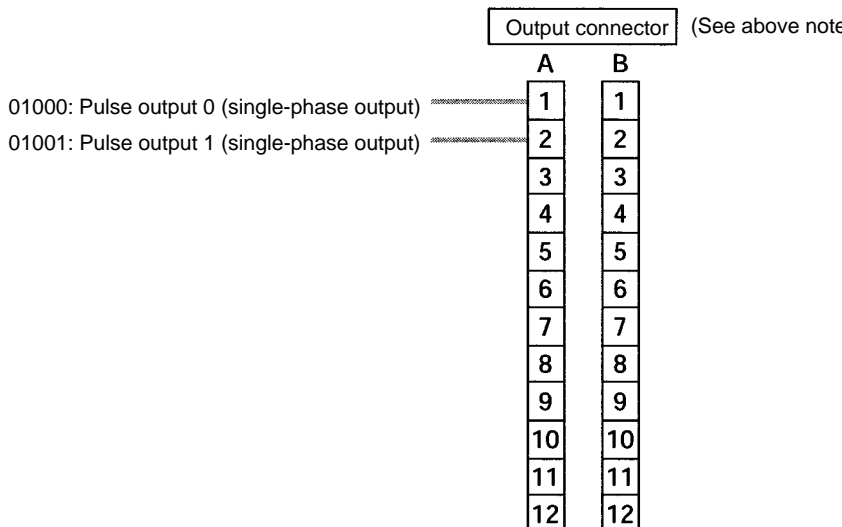 Output connector (See above note
A B
01000: Pulse output 0 (single-phase output) 1 1
01001: Pulse output 1 (single-phase output) 2 2
3 3
4 4
5 5
6 6
7 7
8 8
9 9
10 10
11 11
12 12